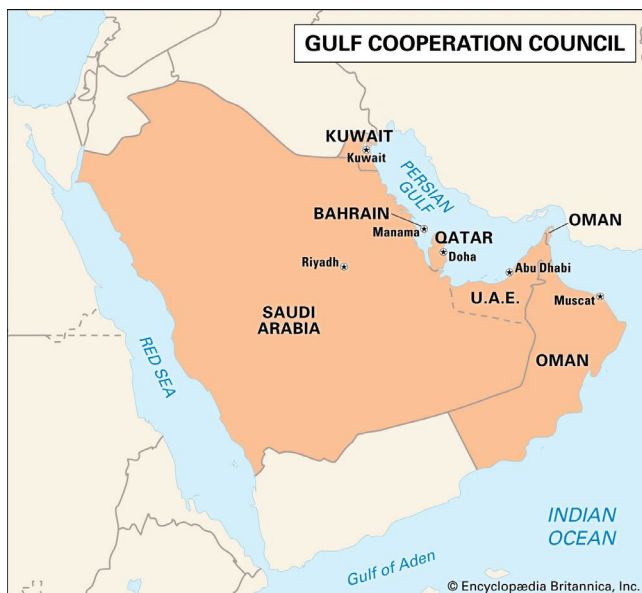 GULF COOPERATION COUNCIL
KUWAIT
Kuwait
PERSIAN
GULF
BAHRAIN
Manama
QATAR
Doha
OMAN
Abu Dhabi
Riyadh
U.A.E.
Muscat
SAUDI
ARABIA
OMAN
RED SEA
INDIAN
OCEAN
Gulf of Aden
© Encyclopædia Britannica, Inc.